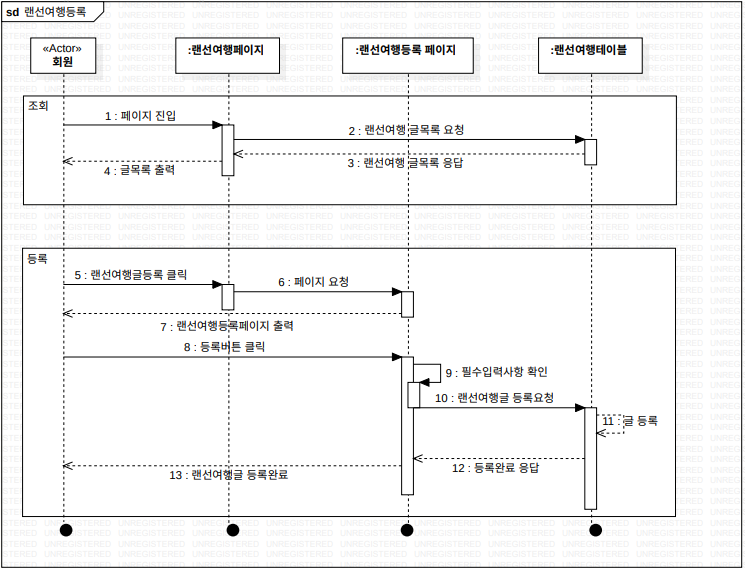 sd 랜선여행등록
«Actor»
회원
:랜선여행페이지
:랜선여행등록 페이지
:랜선여행테이블
조회
1 : 페이지 진입
2 : 랜선여행 글목록 요청
3 : 랜선여행 글목록 응답
4 : 글목록 출력
등록
5 : 랜선여행글등록 클릭
6 : 페이지 요청
7 : 랜선여행등록페이지 출력
8 : 등록버튼 클릭
9 : 필수입력사항 확인
10 : 랜선여행글 등록요청
11 : 글 등록
12 : 등록완료 응답
13 : 랜선여행글 등록완료
UNREGISTERED